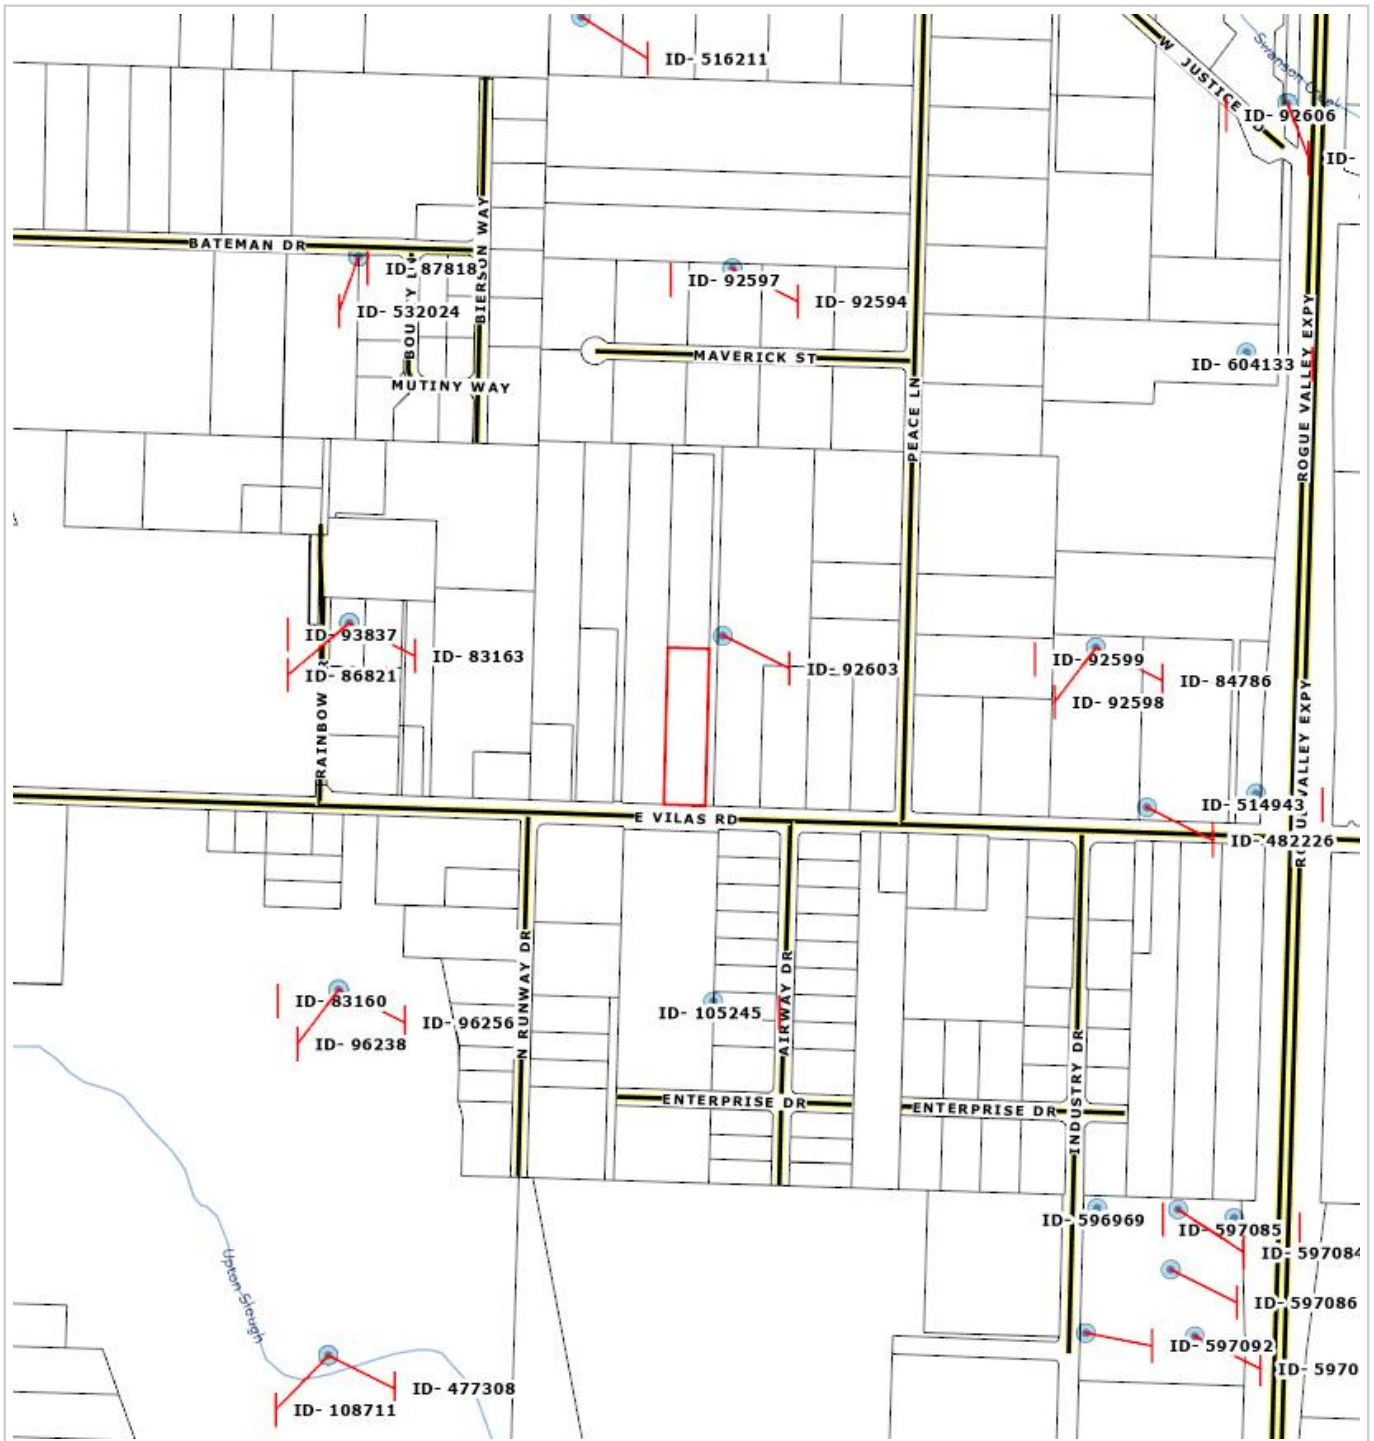 ID- 516211
W JUSTICE
Swanson Creek
ID- 92606
ID-
BATEMAN DR
BIERSON WAY
ID- 87818
ID- 532024
MUTINY WAY
ID- 92597
ID- 92594
MAVERICK ST
PEACE LN
ID- 604133
ROGUE VALLEY EXPY
ID- 93837
ID- 83163
ID- 86821
RAINBOW
ID- 92603
ID- 92599
ID- 84786
ID- 92598
VALLEY EXPY
ID- 514943
ID- 482226
E VILAS RD
N RUNWAY DR
ID- 83160
ID- 96256
ID- 96238
ID- 105245
AIRWAY DR
INDUSTRY DR
ENTERPRISE DR
ENTERPRISE DR
ID- 596969
ID- 597085
ID- 597084
ID- 597086
ID- 597092
ID- 5970
Upton Slough
ID- 477308
ID- 108711